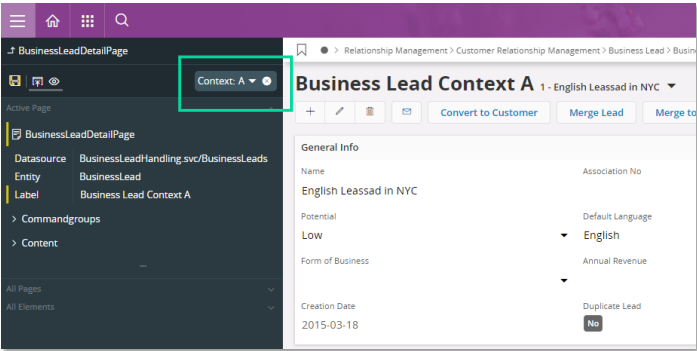 BusinessLeadDetailPage
Relationship Management > Customer Relationship Management > Business Lead >
Context: A
Business Lead Context A 1 - English Leassad in NYC
Active Page
Convert to Customer Merge Lead Merge to
BusinessLeadDetailPage
General Info
Datasource BusinessLeadHandling.svc/BusinessLeads
Entity BusinessLead
Label Business Lead Context A
Name Association No
English Leassad in NYC
> Commandgroups
Potential Default Language
Low English
> Content
Form of Business Annual Revenue
All Pages
All Elements
Creation Date Duplicate Lead
2015-03-18 No